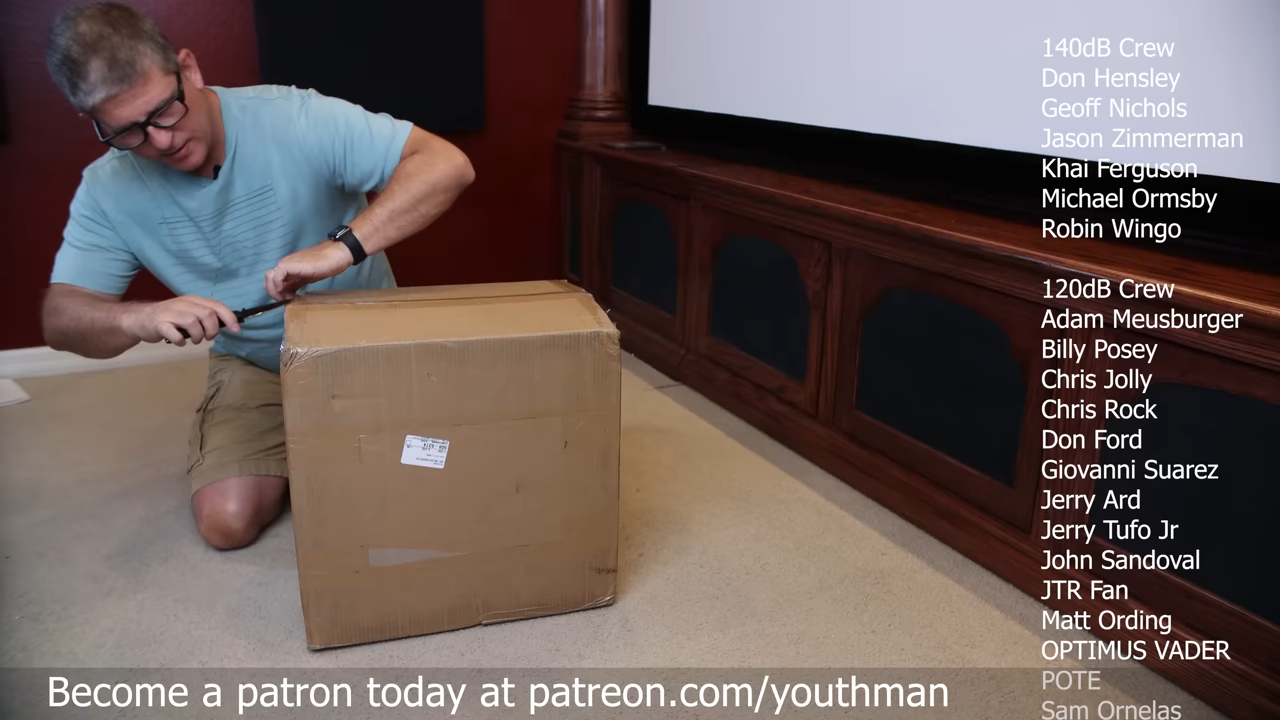 140dB Crew
Don Hensley
Geoff Nichols
Jason Zimmerman
Khai Ferguson
Michael Ormsby
Robin Wingo
120dB Crew
Adam Meusburger
Billy Posey
Chris Jolly
Chris Rock
Don Ford
Giovanni Suarez
Jerry Ard
Jerry Tufo Jr
John Sandoval
JTR Fan
Matt Ording
OPTIMUS VADER
POTE
Sam Ornelas
Become a patron today at patreon.com/youthman